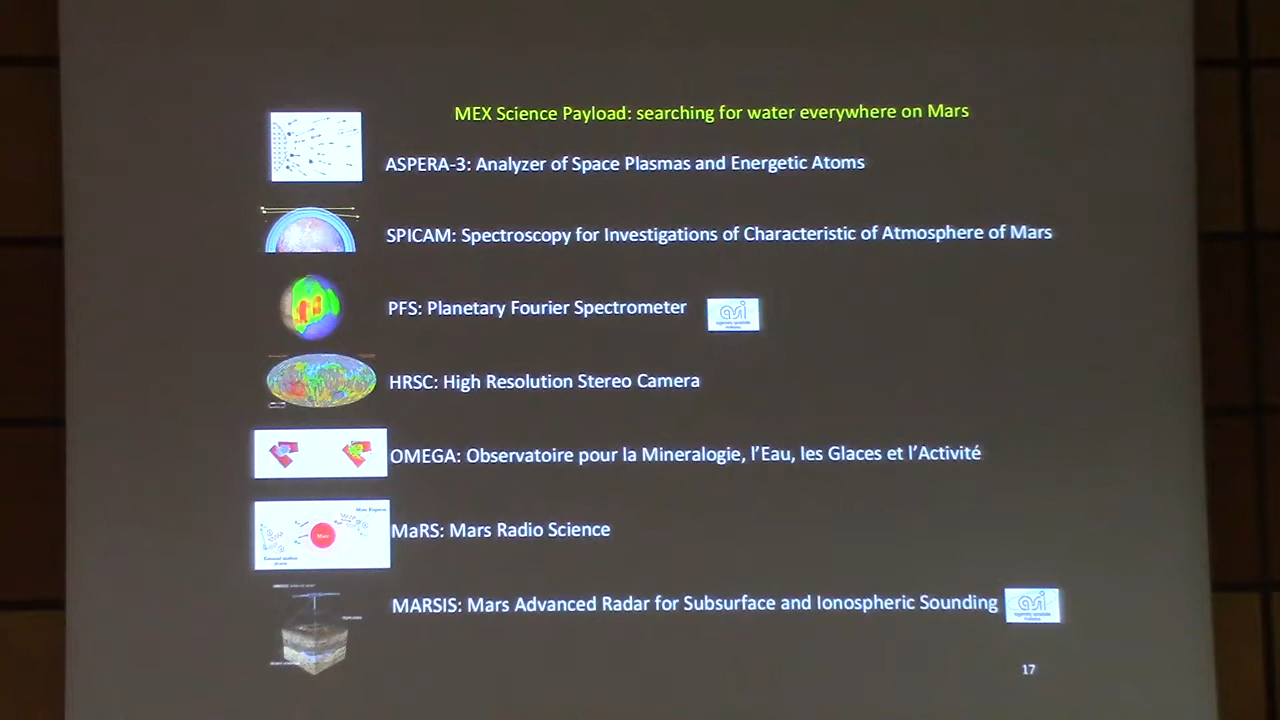 MEX Science Payload: searching for water everywhere on Mars
ASPERA-3: Analyzer of Space Plasmas and Energetic Atoms
SPICAM: Spectroscopy for Investigations of Characteristic of Atmosphere of Mars
PFS: Planetary Fourier Spectrometer
asi
HRSC: High Resolution Stereo Camera
OMEGA: Observatoire pour la Mineralogie, l'Eau, les Glaces et l'Activité
Mars
MaRS: Mars Radio Science
MARSIS: Mars Advanced Radar for Subsurface and Ionospheric Sounding
asi
17